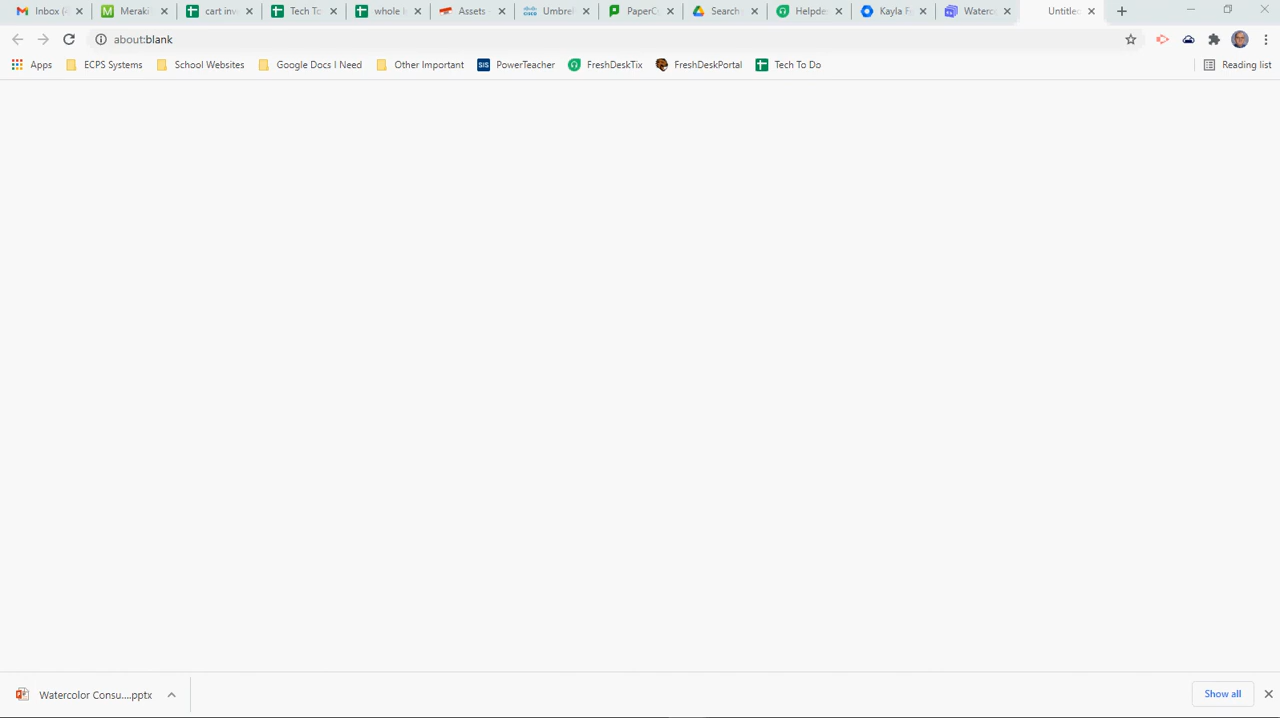 Inbox (
Meraki
cart inv
Tech To
whole l
Assets
Umbrel
PaperC
Search
Helpde
Kayla F
Waterc
Untitle
about:blank
Apps
ECPS Systems
School Websites
Google Docs I Need
Other Important
SIS PowerTeacher
FreshDeskTix
FreshDeskPortal
Tech To Do
Reading list
Watercolor Consu....pptx
Show all